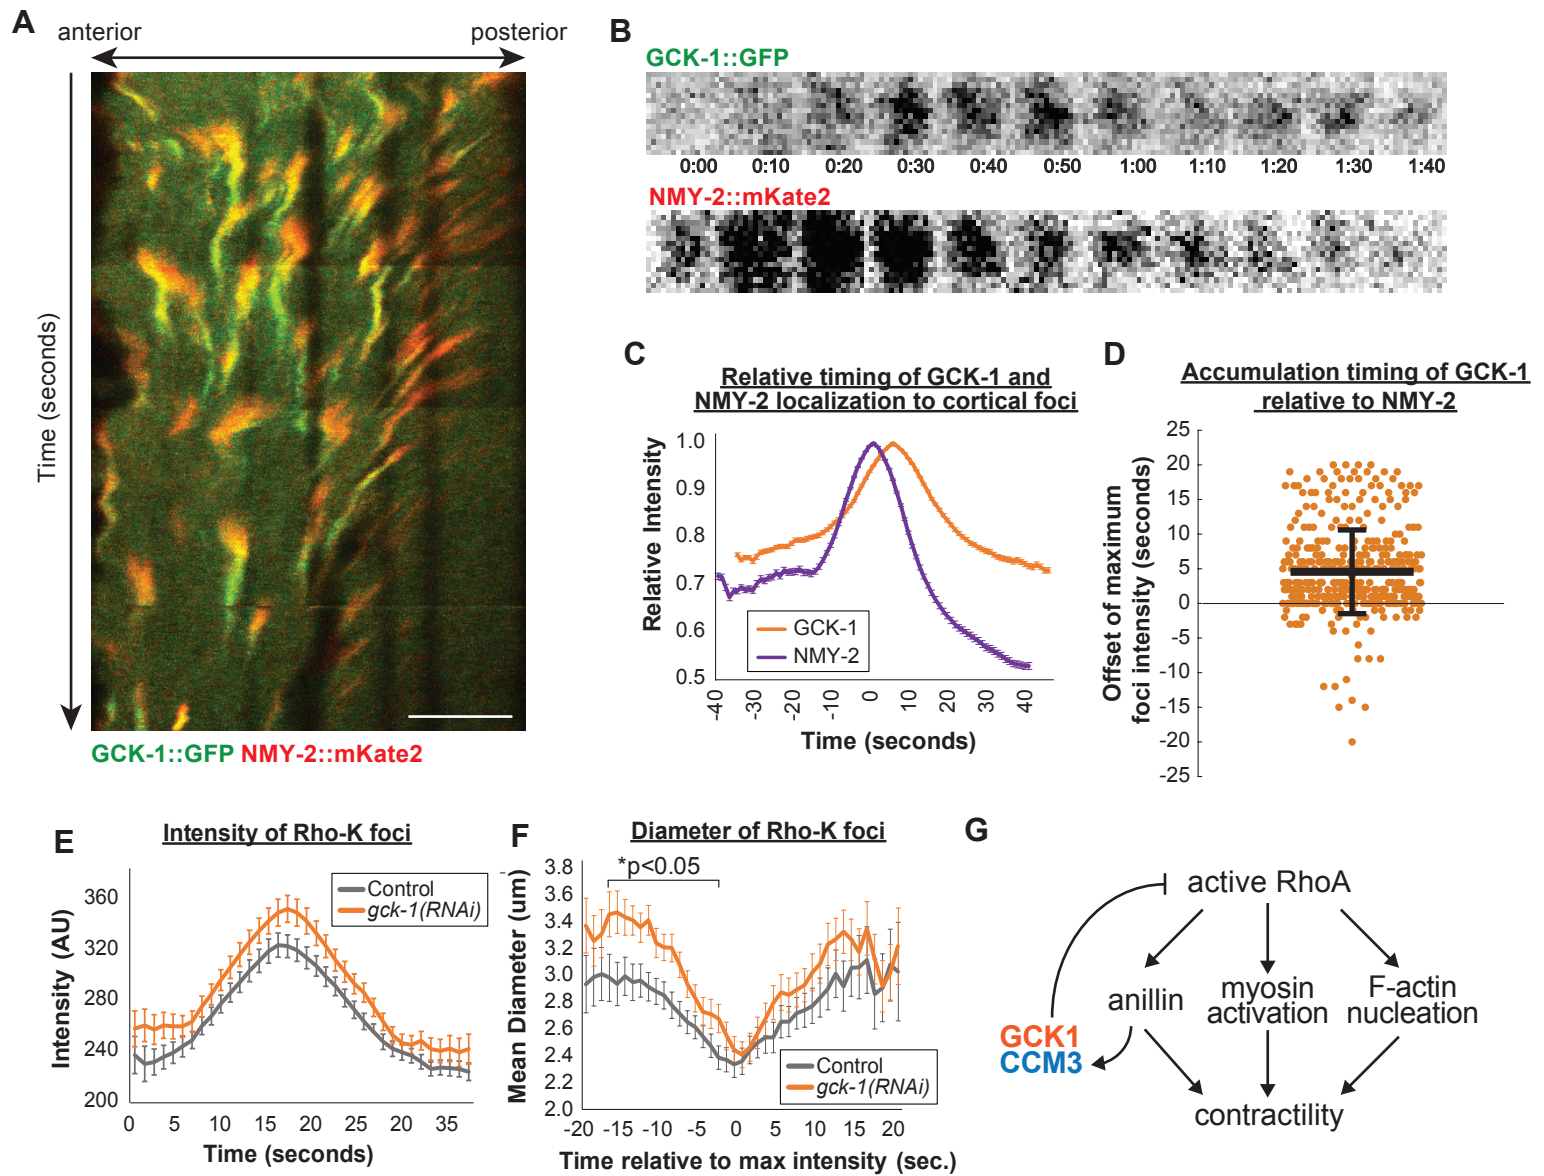 A
anterior
posterior
Time (seconds)
GCK-1::GFP NMY-2::mKate2
B
GCK-1::GFP
0:00 0:10 0:20 0:30 0:40 0:50 1:00 1:10 1:20 1:30 1:40
NMY-2::mKate2
C
Relative timing of GCK-1 and
NMY-2 localization to cortical foci
Relative Intensity
1.0
0.9
0.8
0.7
0.6
0.5
GCK-1
NMY-2
-40 -30 -20 -10 0 10 20 30 40
Time (seconds)
D
Accumulation timing of GCK-1
relative to NMY-2
Offset of maximum
foci intensity (seconds)
25
20
15
10
5
0
-5
-10
-15
-20
-25
E
Intensity of Rho-K foci
Intensity (AU)
360
320
280
240
200
Control
gck-1(RNAi)
0 5 10 15 20 20 35
Time (seconds)
F
Diameter of Rho-K foci
Mean Diameter (um)
3.8
3.6
3.4
3.2
3.0
2.8
2.6
2.4
2.2
2.0
*p<0.05
Control
gck-1(RNAi)
-20 -15 -10 -5 0 5 10 15 20
Time relative to max intensity (sec.)
G
active RhoA
anillin
myosin
activation
F-actin
nucleation
GCK1
CCM3
contractility